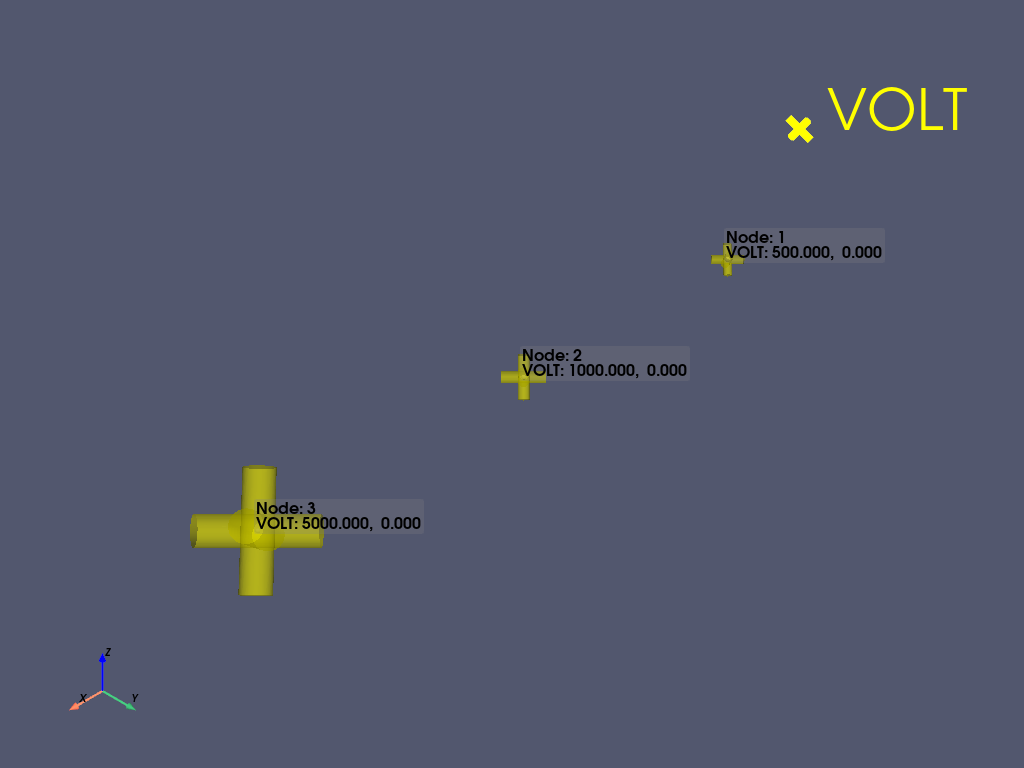 VOLT
Node: 1
VOLT: 500.000,  0.000
Node: 2
VOLT: 1000.000,  0.000
Node: 3
VOLT: 5000.000,  0.000
Z
X
Y